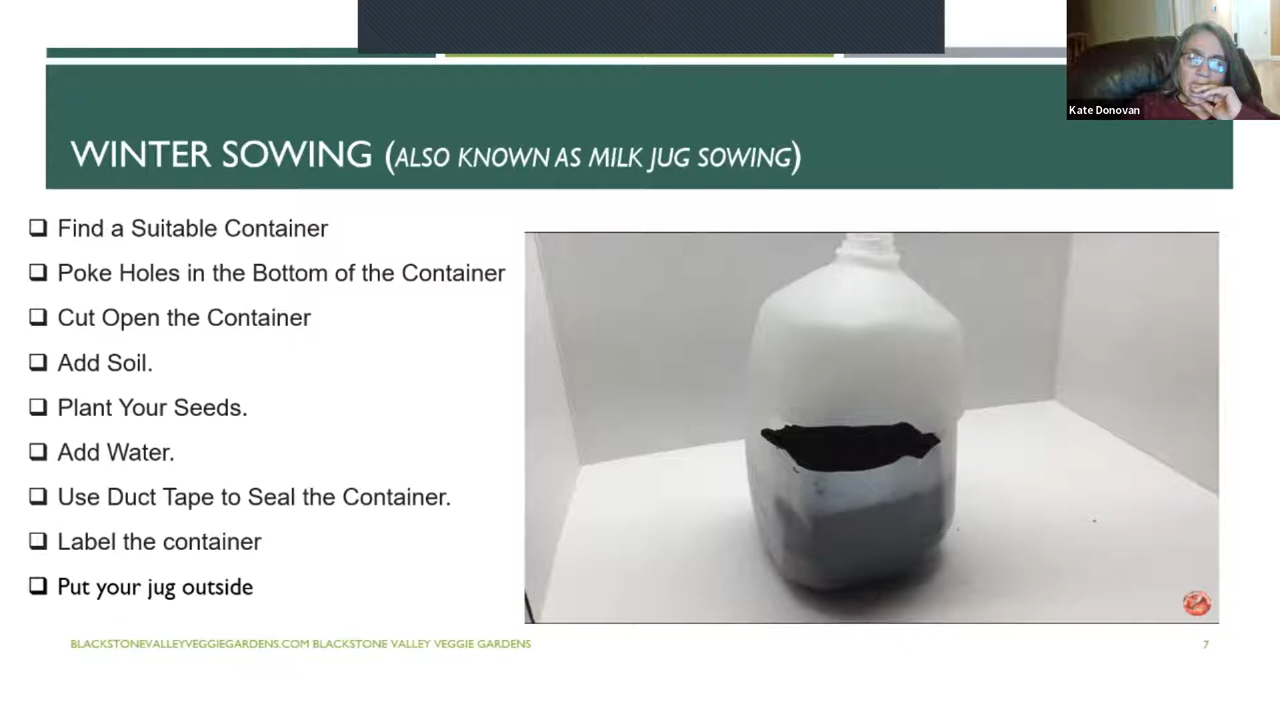 Kate Donovan
WINTER SOWING (ALSO KNOWN AS MILK JUG SOWING)
Find a Suitable Container
Poke Holes in the Bottom of the Container
Cut Open the Container
Add Soil.
Plant Your Seeds.
Add Water.
Use Duct Tape to Seal the Container.
Label the container
Put your jug outside
BLACKSTONEVALLEYVEGGIEGARDENS.COM BLACKSTONE VALLEY VEGGIE GARDENS
7